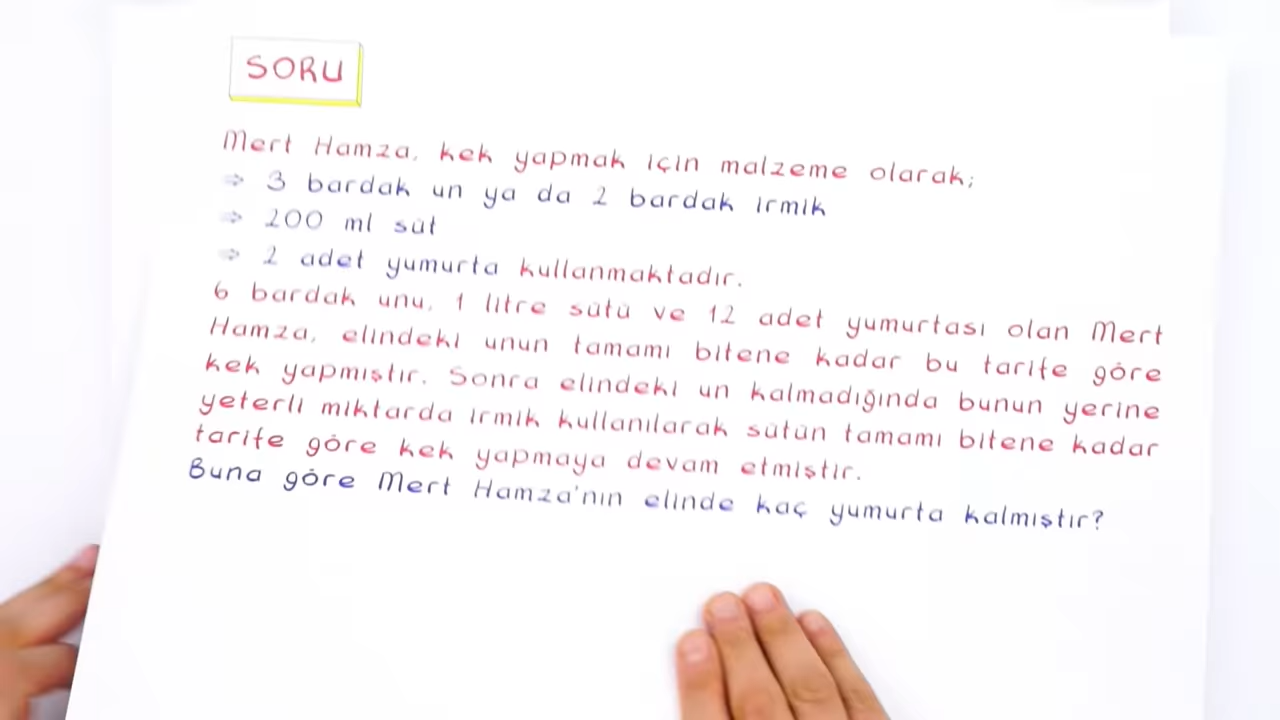 SORU
Mert Hamza, kek yapmak için malzeme olarak;
⇒ 3 bardak un ya da 2 bardak irmik
⇒ 200 ml süt
⇒ 2 adet yumurta kullanmaktadır.
6 bardak unu, 1 litre sütü ve 12 adet yumurtası olan Mert
Hamza, elindeki unun tamamı bitene kadar bu tarife göre
kek yapmıştır. Sonra elindeki un kalmadığında bunun yerine
yeterli miktarda irmik kullanılarak sütün tamamı bitene kadar
tarife göre kek yapmaya devam etmiştir.
Buna göre Mert Hamza'nın elinde kaç yumurta kalmıştır?